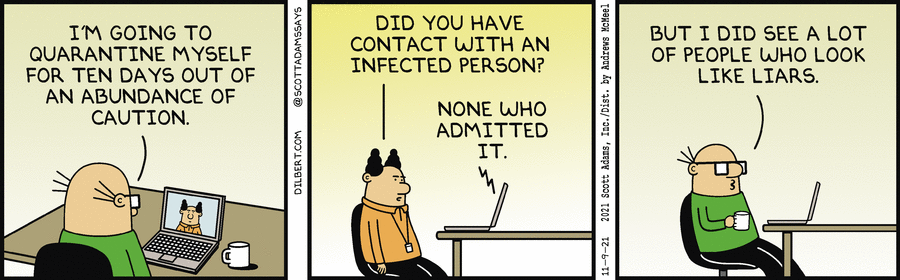 I'M GOING TO
QUARANTINE MYSELF
FOR TEN DAYS OUT OF
AN ABUNDANCE OF
CAUTION.
DILBERT.COM @SCOTTADAMSSAYS
DID YOU HAVE
CONTACT WITH AN
INFECTED PERSON?
NONE WHO
ADMITTED
IT.
11-9-21 2021 Scott Adams, Inc./Dist. by Andrews McMeel
BUT I DID SEE A LOT
OF PEOPLE WHO LOOK
LIKE LIARS.